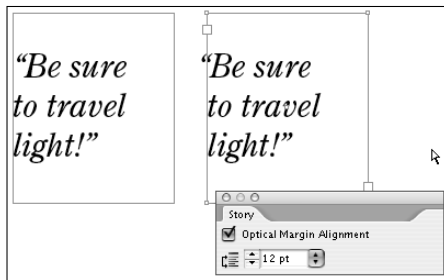 “Be sure
to travel
light!”
“Be sure
to travel
light!”
Story
Optical Margin Alignment
12 pt